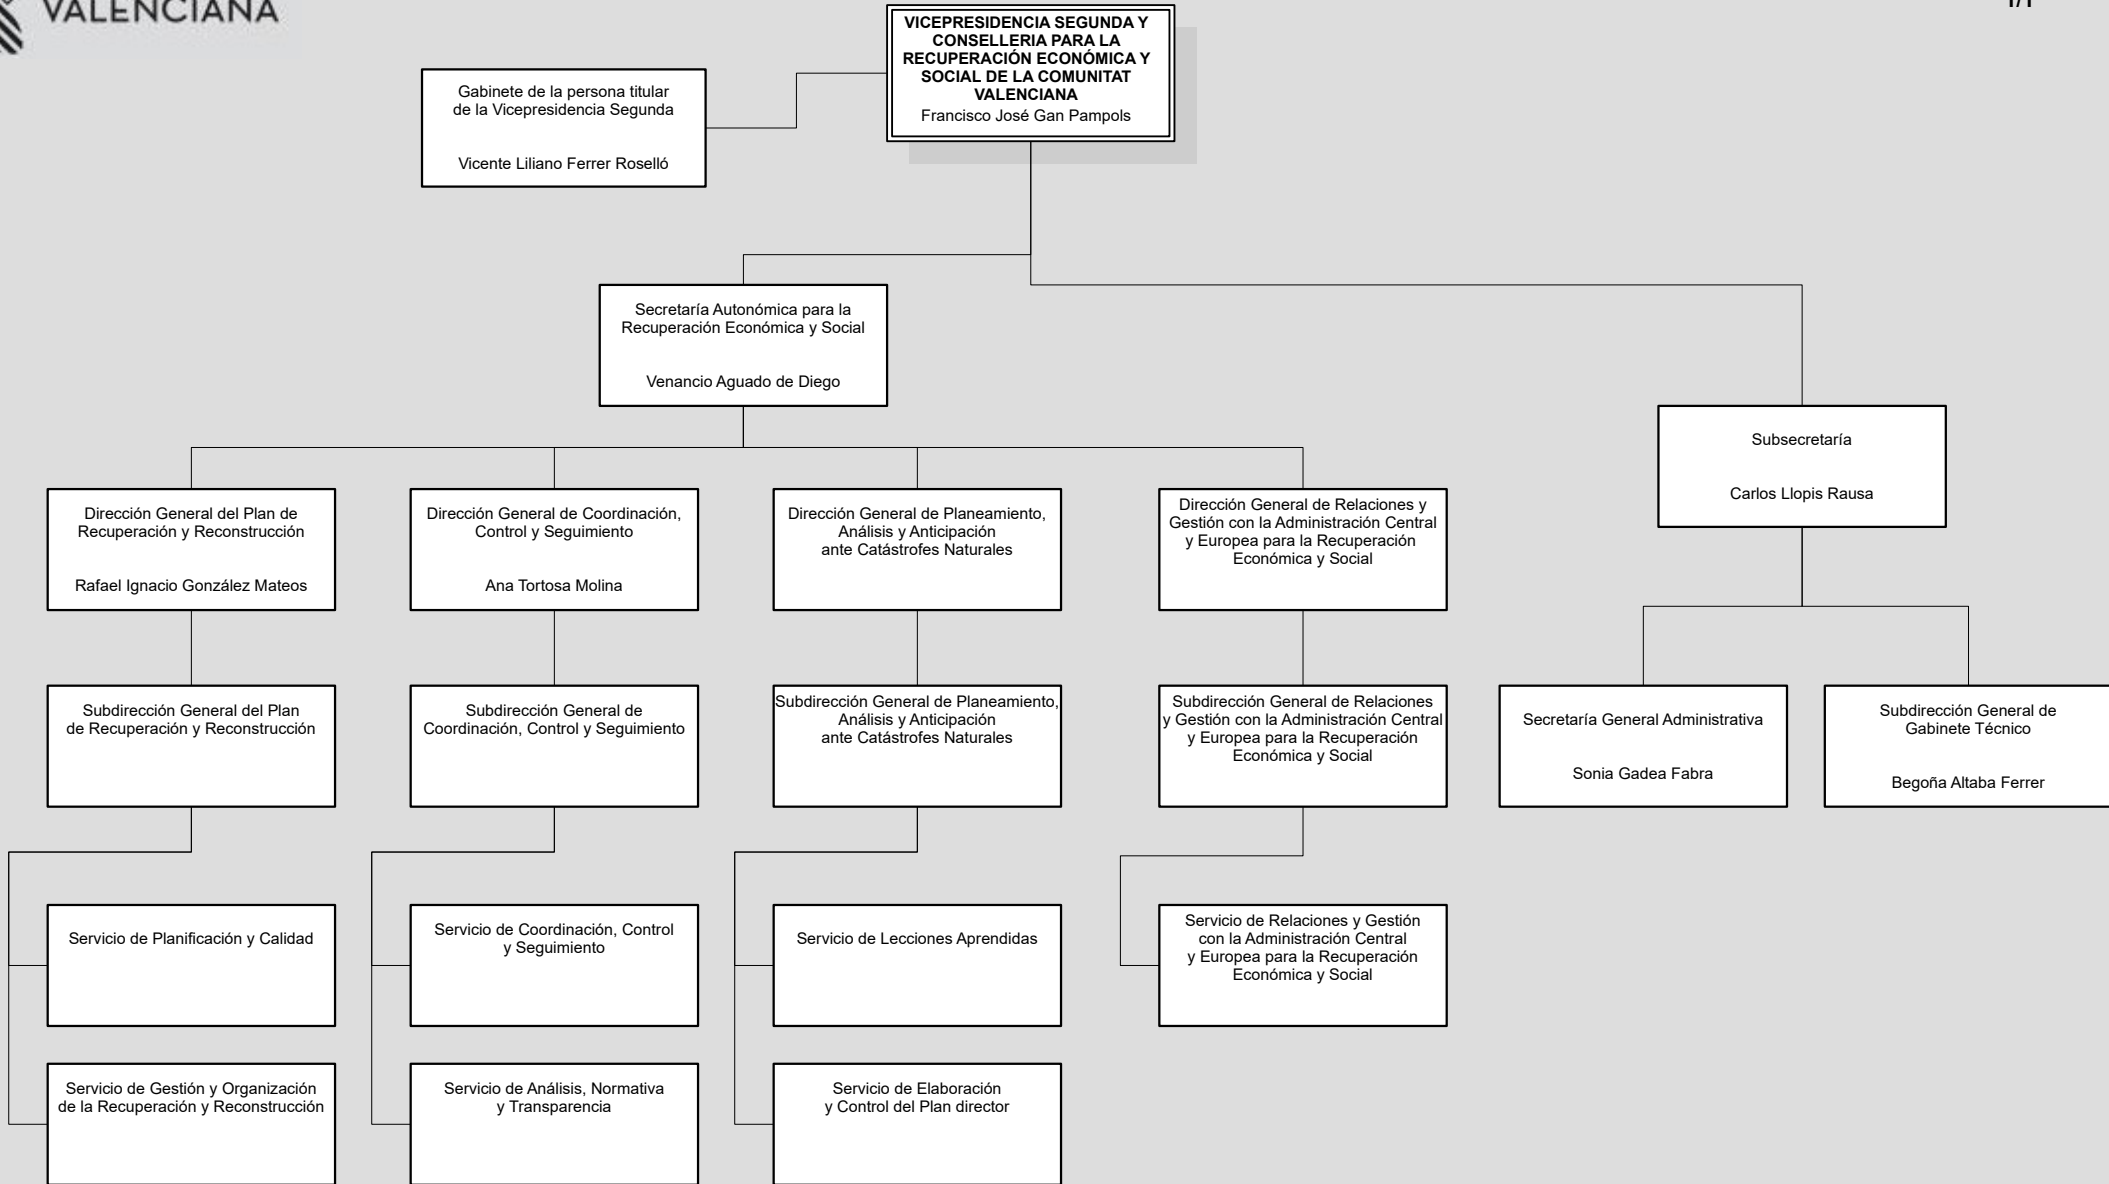 VALENCIANA
1/1
VICEPRESIDENCIA SEGUNDA Y
CONSELLERIA PARA LA
RECUPERACIÓN ECONÓMICA Y
SOCIAL DE LA COMUNITAT
VALENCIANA
Francisco José Gan Pampols
Gabinete de la persona titular
de la Vicepresidencia Segunda
Vicente Liliano Ferrer Roselló
Secretaría Autonómica para la
Recuperación Económica y Social
Venancio Aguado de Diego
Subsecretaría
Carlos Llopis Rausa
Dirección General del Plan de
Recuperación y Reconstrucción
Rafael Ignacio González Mateos
Dirección General de Coordinación,
Control y Seguimiento
Ana Tortosa Molina
Dirección General de Planeamiento,
Análisis y Anticipación
ante Catástrofes Naturales
Dirección General de Relaciones y
Gestión con la Administración Central
y Europea para la Recuperación
Económica y Social
Subdirección General del Plan
de Recuperación y Reconstrucción
Subdirección General de
Coordinación, Control y Seguimiento
Subdirección General de Planeamiento,
Análisis y Anticipación
ante Catástrofes Naturales
Subdirección General de Relaciones
y Gestión con la Administración Central
y Europea para la Recuperación
Económica y Social
Secretaría General Administrativa
Sonia Gadea Fabra
Subdirección General de
Gabinete Técnico
Begoña Altaba Ferrer
Servicio de Planificación y Calidad
Servicio de Coordinación, Control
y Seguimiento
Servicio de Lecciones Aprendidas
Servicio de Relaciones y Gestión
con la Administración Central
y Europea para la Recuperación
Económica y Social
Servicio de Gestión y Organización
de la Recuperación y Reconstrucción
Servicio de Análisis, Normativa
y Transparencia
Servicio de Elaboración
y Control del Plan director